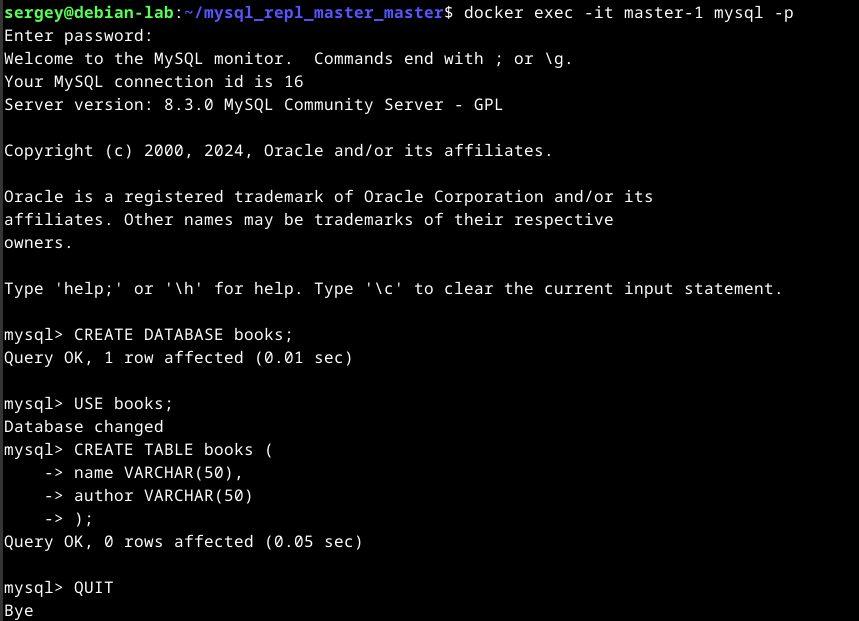 sergey@debian-lab:~/mysql_repl_master_master$ docker exec -it master-1 mysql -p
Enter password:
Welcome to the MySQL monitor.  Commands end with ; or \g.
Your MySQL connection id is 16
Server version: 8.3.0 MySQL Community Server - GPL

Copyright (c) 2000, 2024, Oracle and/or its affiliates.

Oracle is a registered trademark of Oracle Corporation and/or its
affiliates. Other names may be trademarks of their respective
owners.

Type 'help;' or '\h' for help. Type '\c' to clear the current input statement.

mysql> CREATE DATABASE books;
Query OK, 1 row affected (0.01 sec)

mysql> USE books;
Database changed
mysql> CREATE TABLE books (
    -> name VARCHAR(50),
    -> author VARCHAR(50)
    -> );
Query OK, 0 rows affected (0.05 sec)

mysql> QUIT
Bye